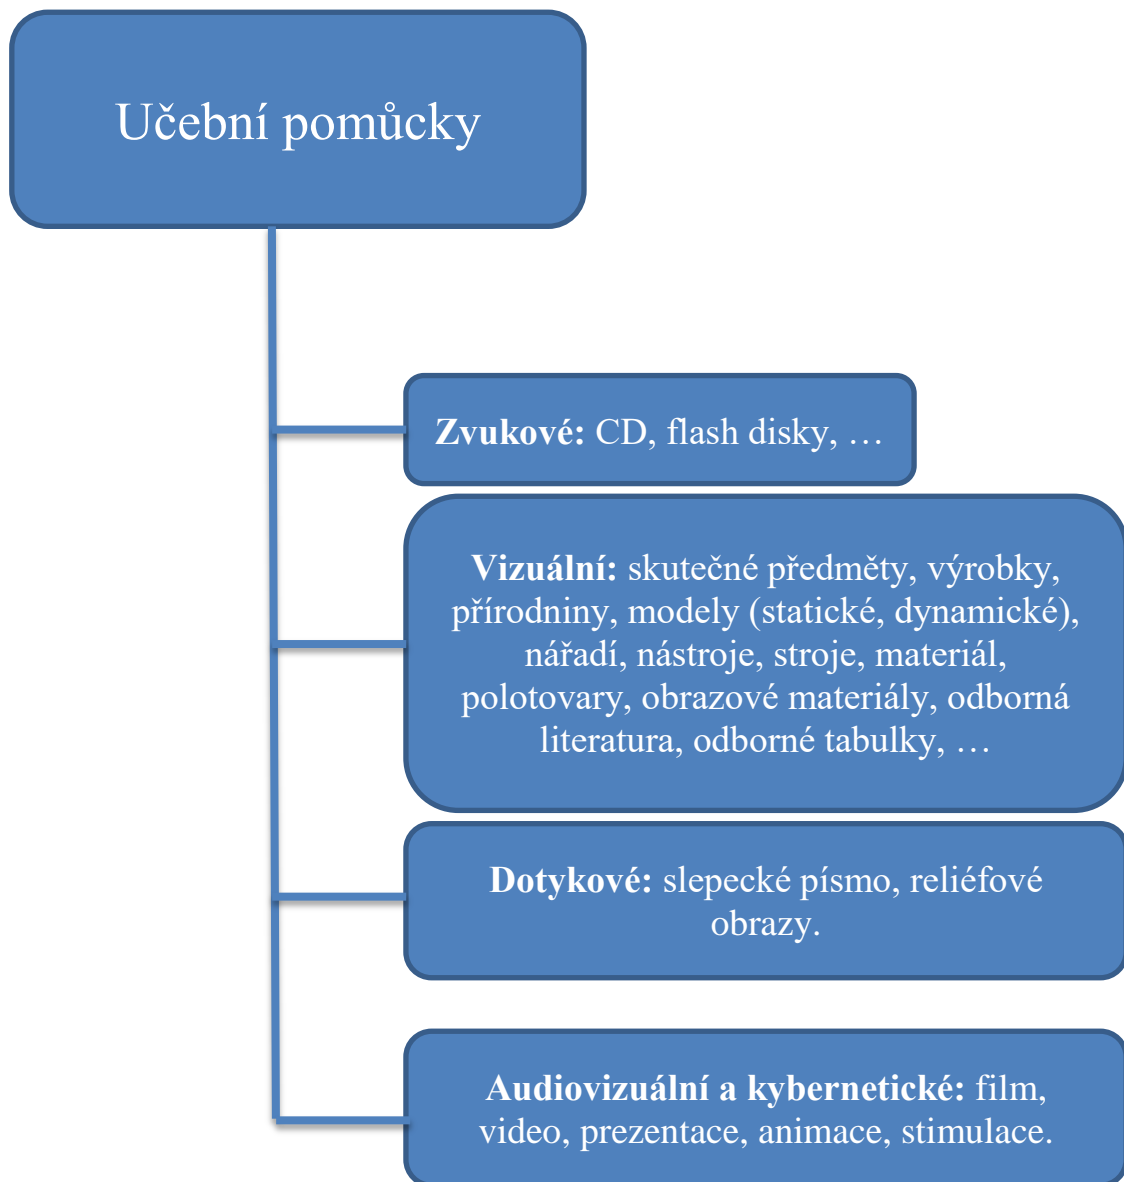 Učební pomůcky
Zvukové: CD, flash disky, …
Vizuální: skutečné předměty, výrobky,
přírodniny, modely (statické, dynamické),
nářadí, nástroje, stroje, materiál,
polotovary, obrazové materiály, odborná
literatura, odborné tabulky, …
Dotykové: slepecké písmo, reliéfové
obrazy.
Audiovizuální a kybernetické: film,
video, prezentace, animace, stimulace.